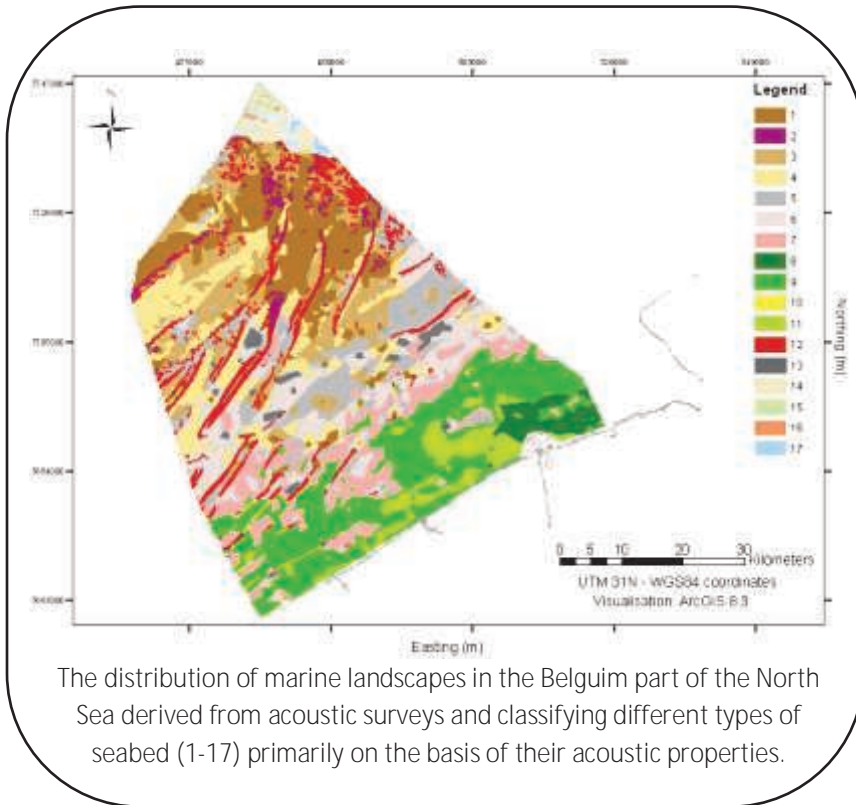 Legend
1
2
3
4
5
6
7
8
9
10
11
12
13
14
15
16
17
Northing (m)
0 5 10 20 30
Kilometers
UTM 31N - WGS84 coordinates
Visualisation: ArcGIS 8.3
Easting (m)
The distribution of marine landscapes in the Belguim part of the North
Sea derived from acoustic surveys and classifying different types of
seabed (1-17) primarily on the basis of their acoustic properties.